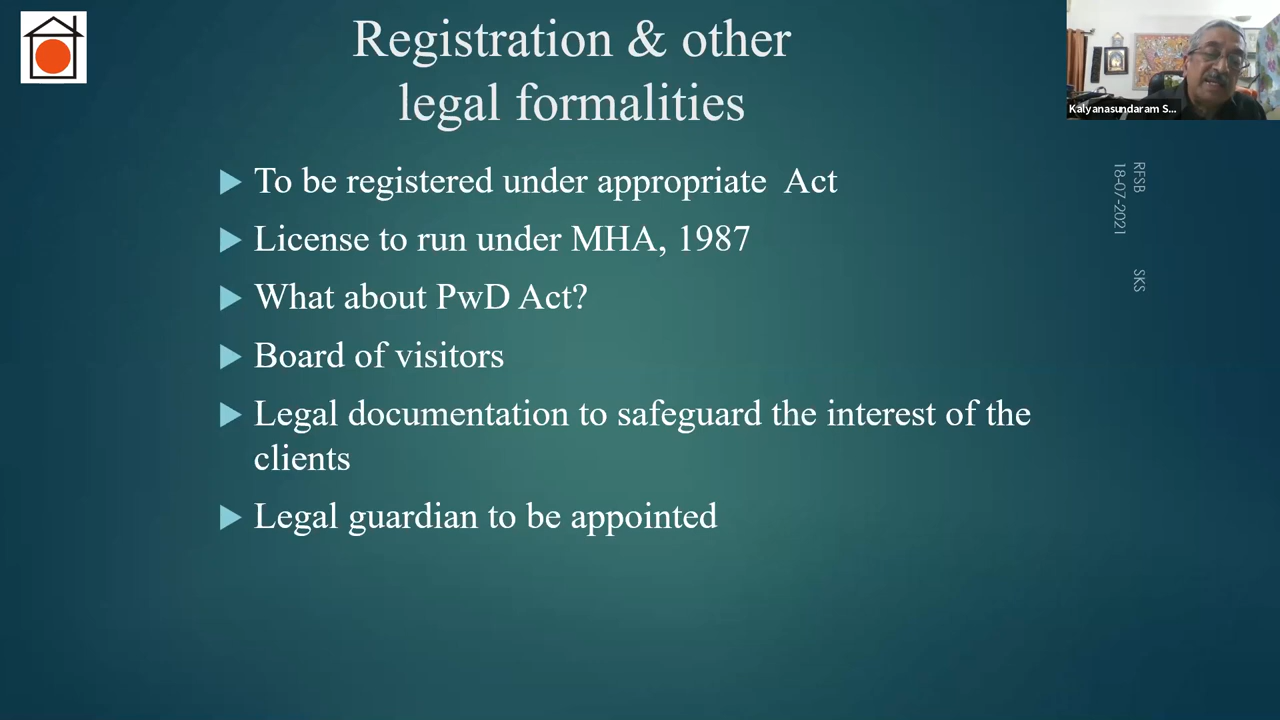 Registration & other
legal formalities
Kalyanasundaram S...
To be registered under appropriate Act
License to run under MHA, 1987
What about PwD Act?
Board of visitors
Legal documentation to safeguard the interest of the
clients
Legal guardian to be appointed
RFSB
18-07-2021
SKS